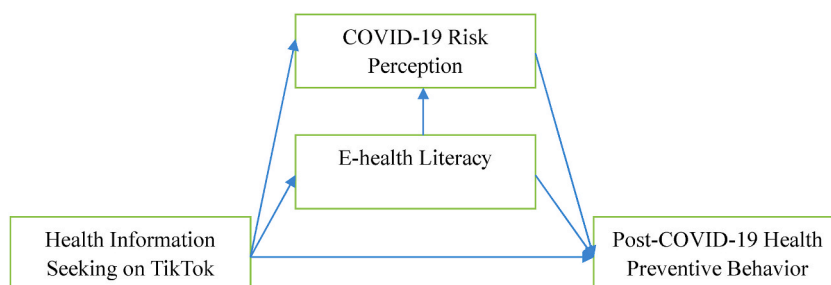 COVID-19 Risk
Perception
E-health Literacy
Health Information
Seeking on TikTok
Post-COVID-19 Health
Preventive Behavior